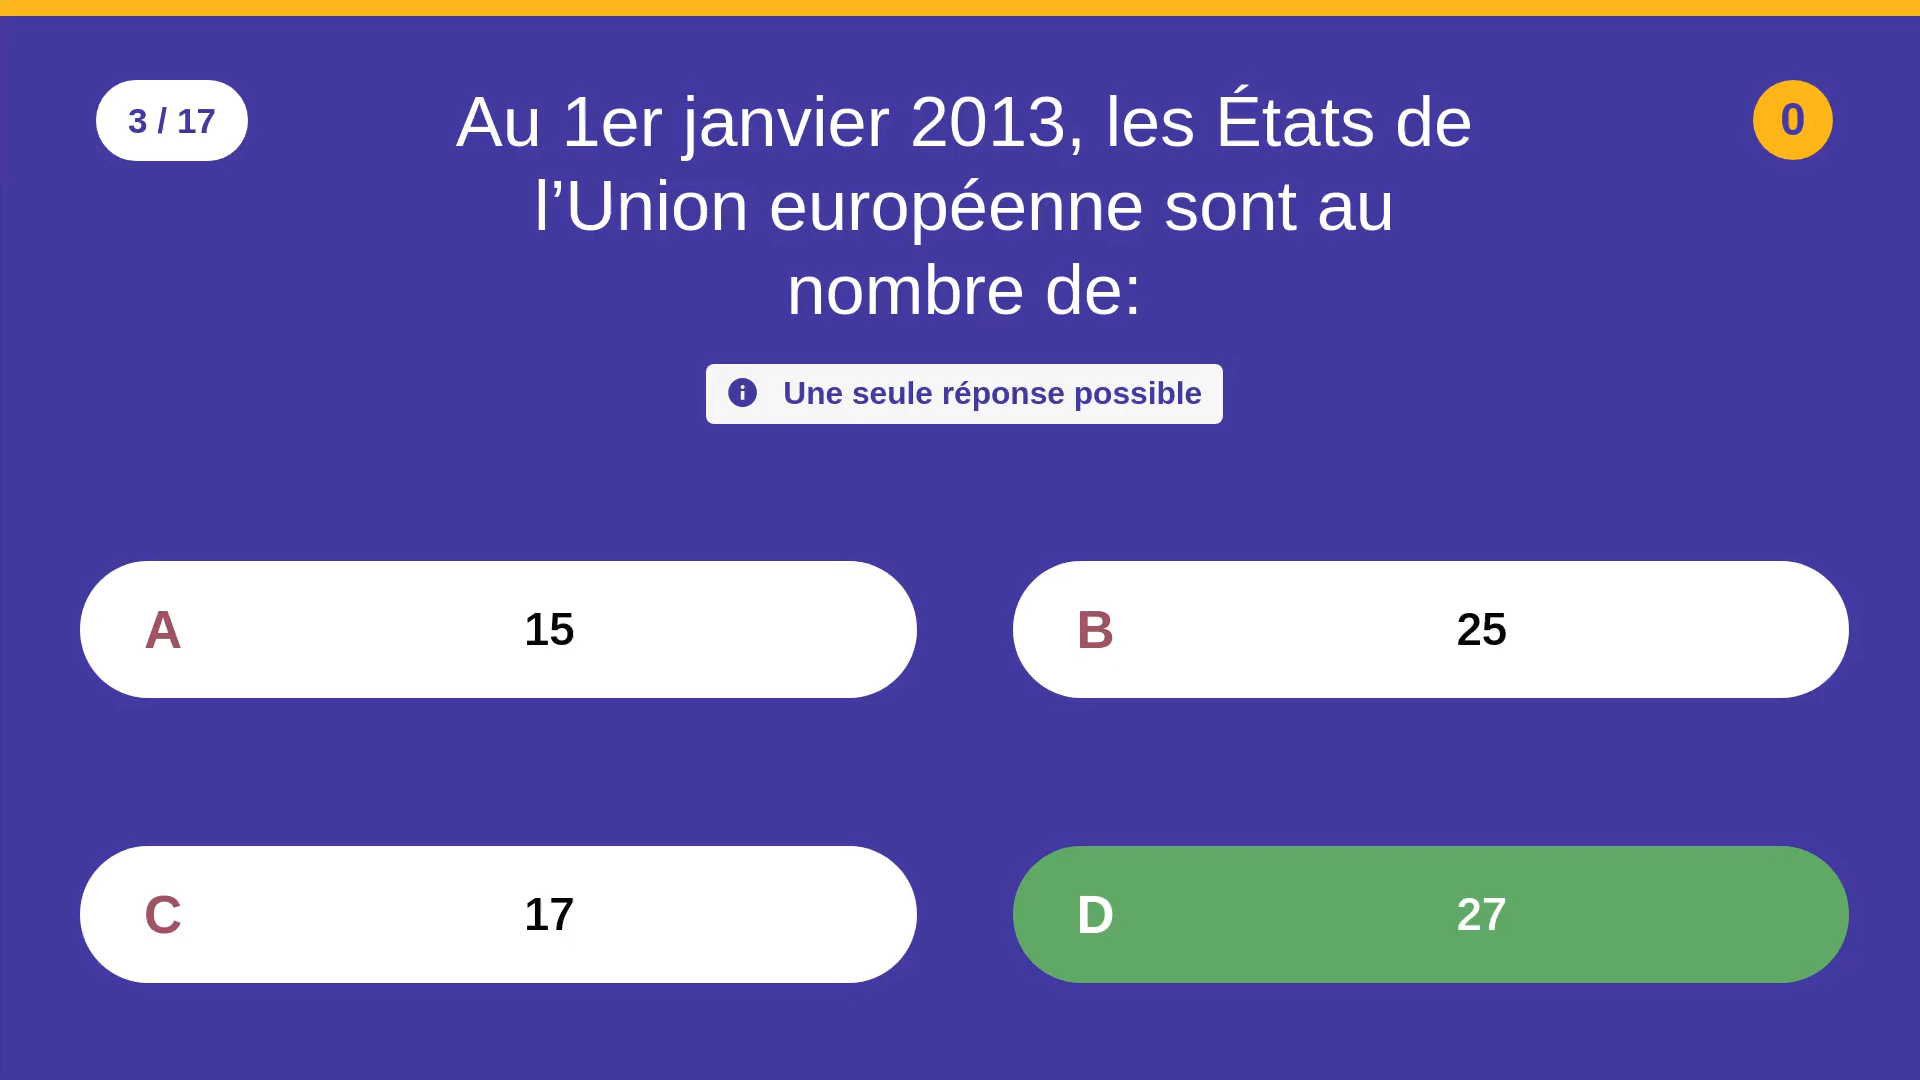 3 / 17
Au 1er janvier 2013, les États de
l’Union européenne sont au
nombre de:
0
Une seule réponse possible
A 15
B 25
C 17
D 27